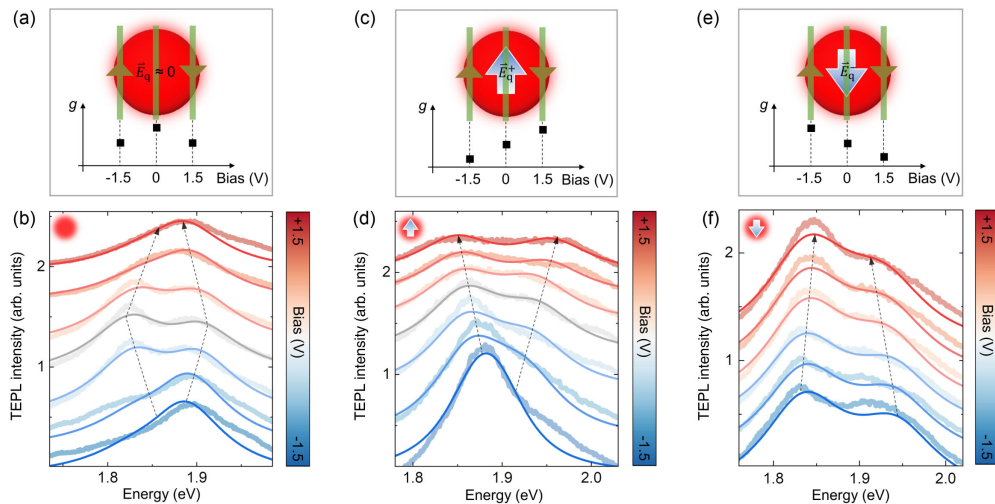 (a)
E⃗q ≈ 0
g
-1.5 0 1.5 Bias (V)
(c)
E⃗q+
g
-1.5 0 1.5 Bias (V)
(e)
E⃗q-
g
-1.5 0 1.5 Bias (V)
(b)
TEPL intensity (arb. units)
2
1
1.8 1.9
Energy (eV)
+1.5
Bias (V)
-1.5
(d)
TEPL intensity (arb. units)
2
1
1.8 1.9 2.0
Energy (eV)
+1.5
Bias (V)
-1.5
(f)
TEPL intensity (arb. units)
2
1
1.8 1.9 2.0
Energy (eV)
+1.5
Bias (V)
-1.5